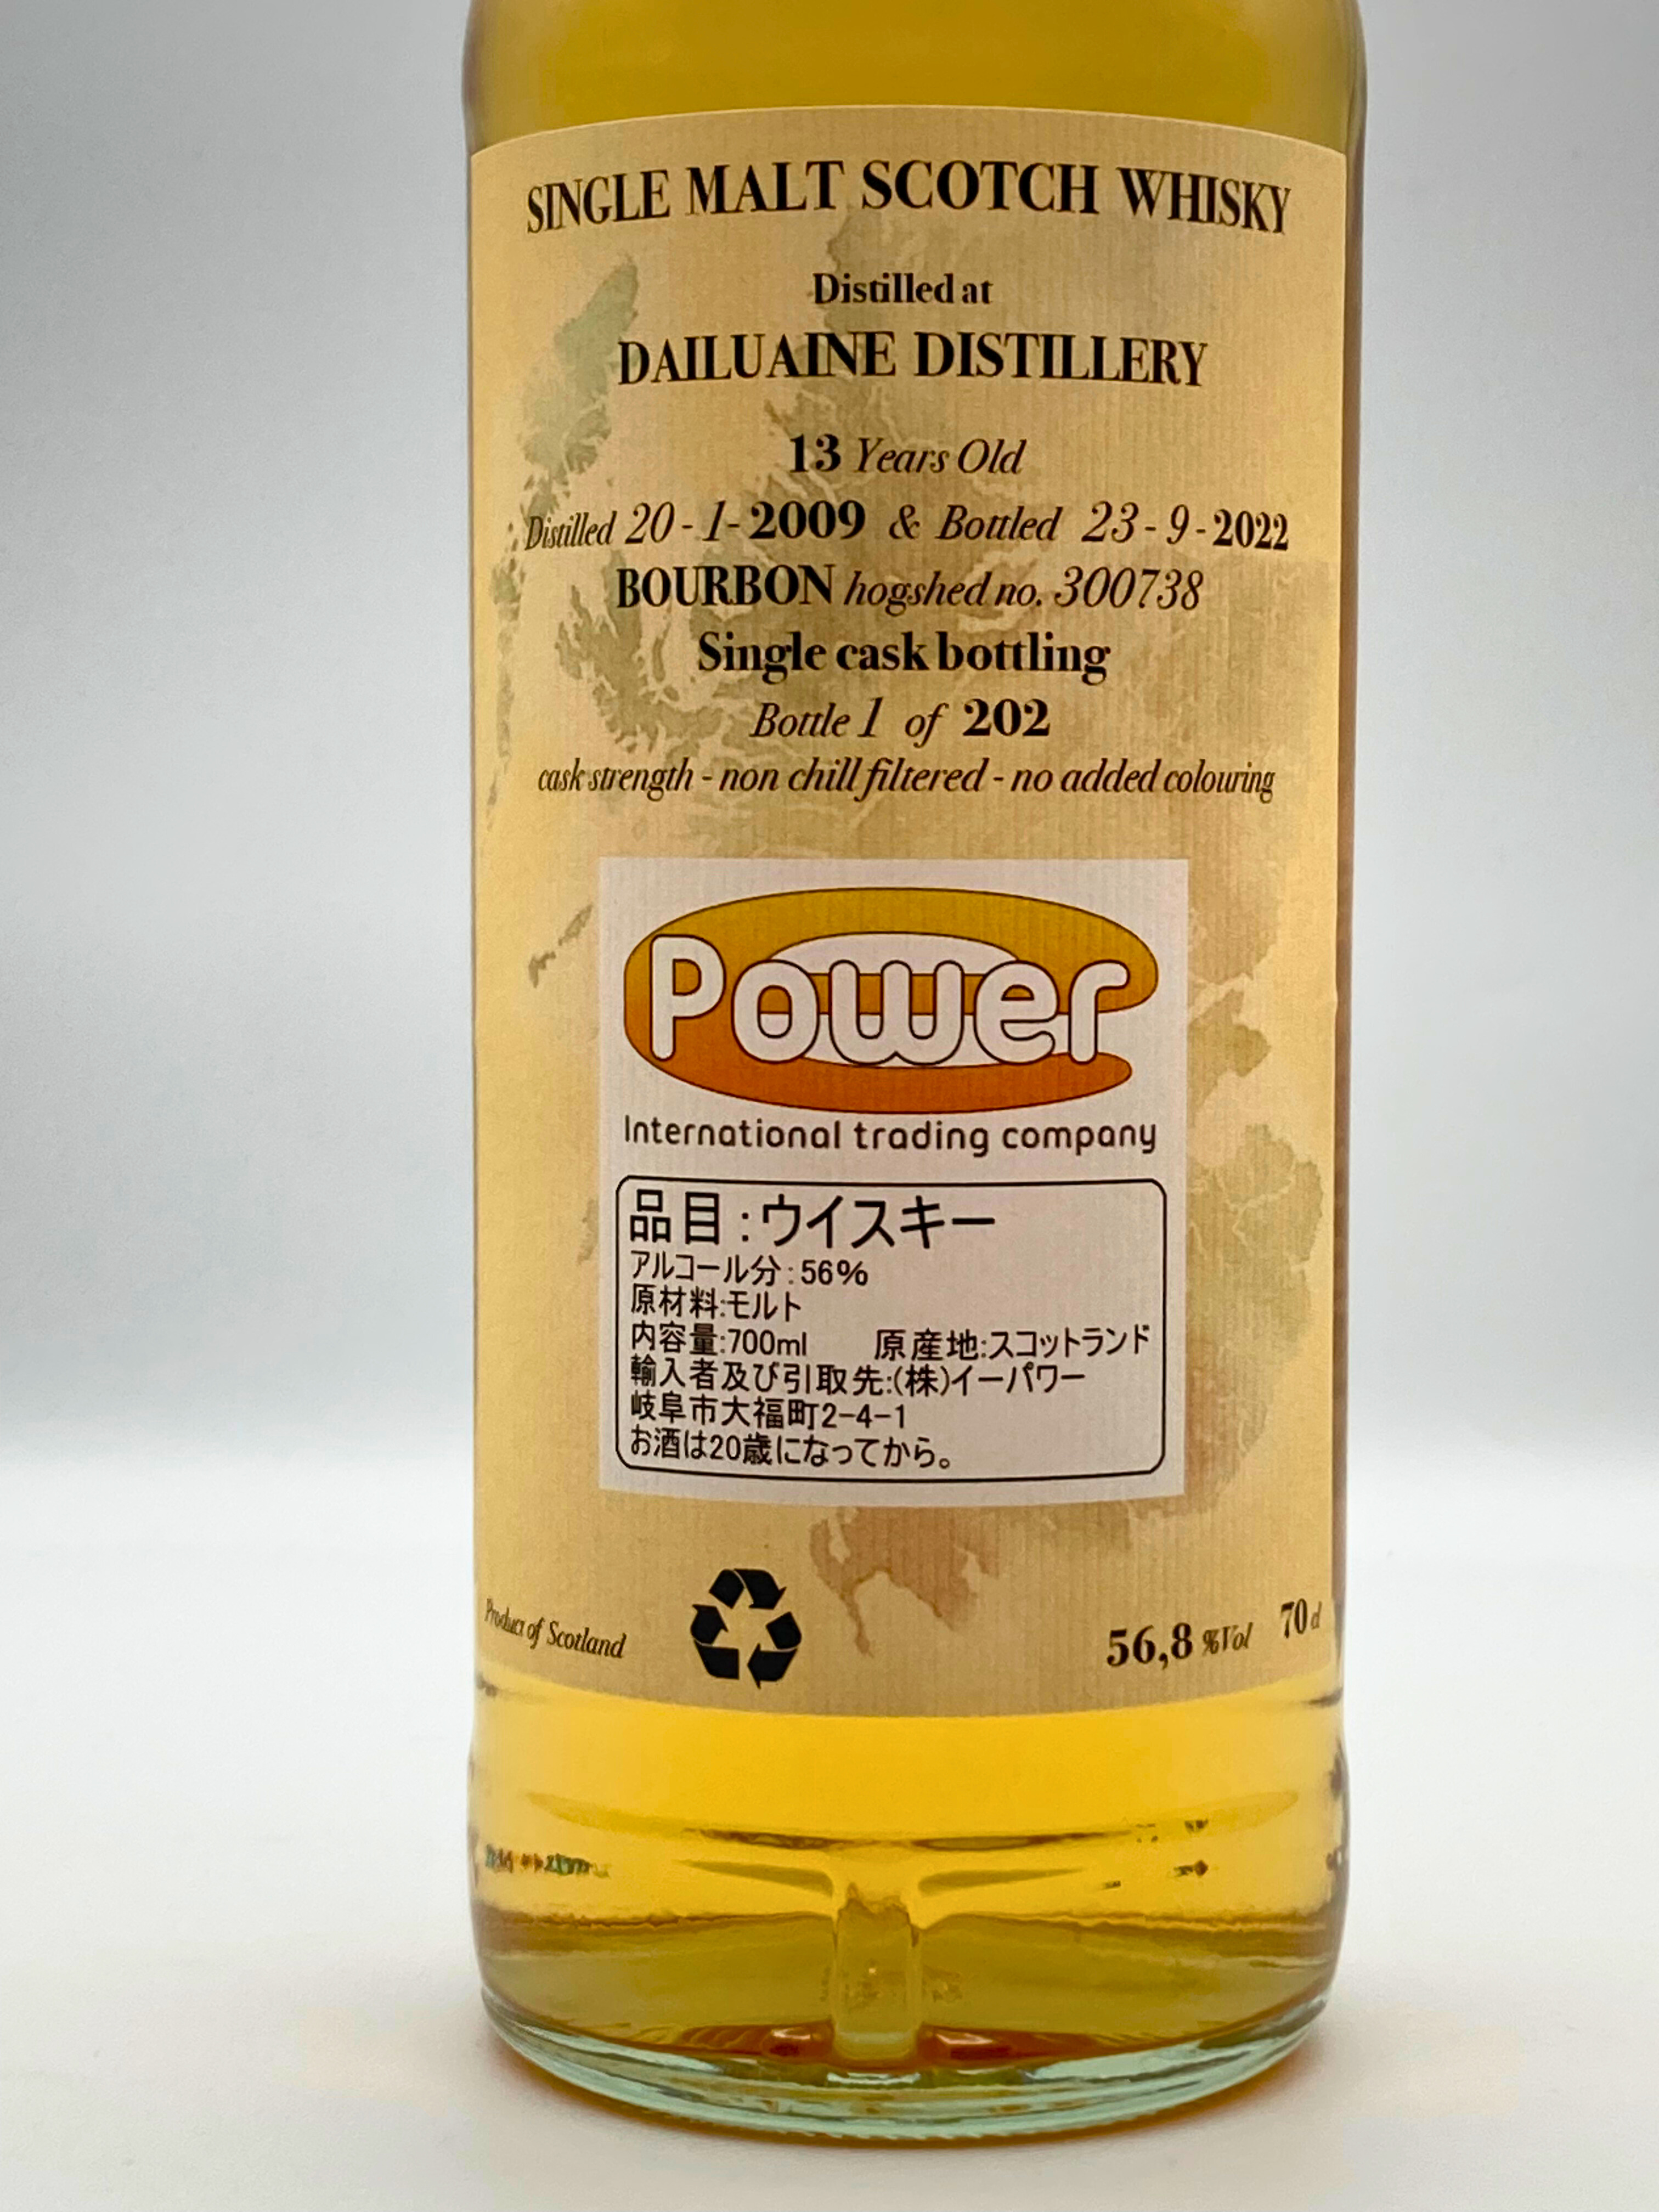 SINGLE MALT SCOTCH WHISKY
Distilled at
DAILUAINE DISTILLERY
13 Years Old
Distilled 20 - 1 - 2009 & Bottled 23 - 9 - 2022
BOURBON hogshed no. 300738
Single cask bottling
Bottle 1 of 202
cask strength - non chill filtered - no added colouring
Power
International trading company
品目:ウイスキー
アルコール分:56%
原材料:モルト
内容量:700ml 原産地:スコットランド
輸入者及び引取先:(株)イーパワー
岐阜市大福町2-4-1
お酒は20歳になってから。
Product of Scotland
56,8 %Vol 70 cl